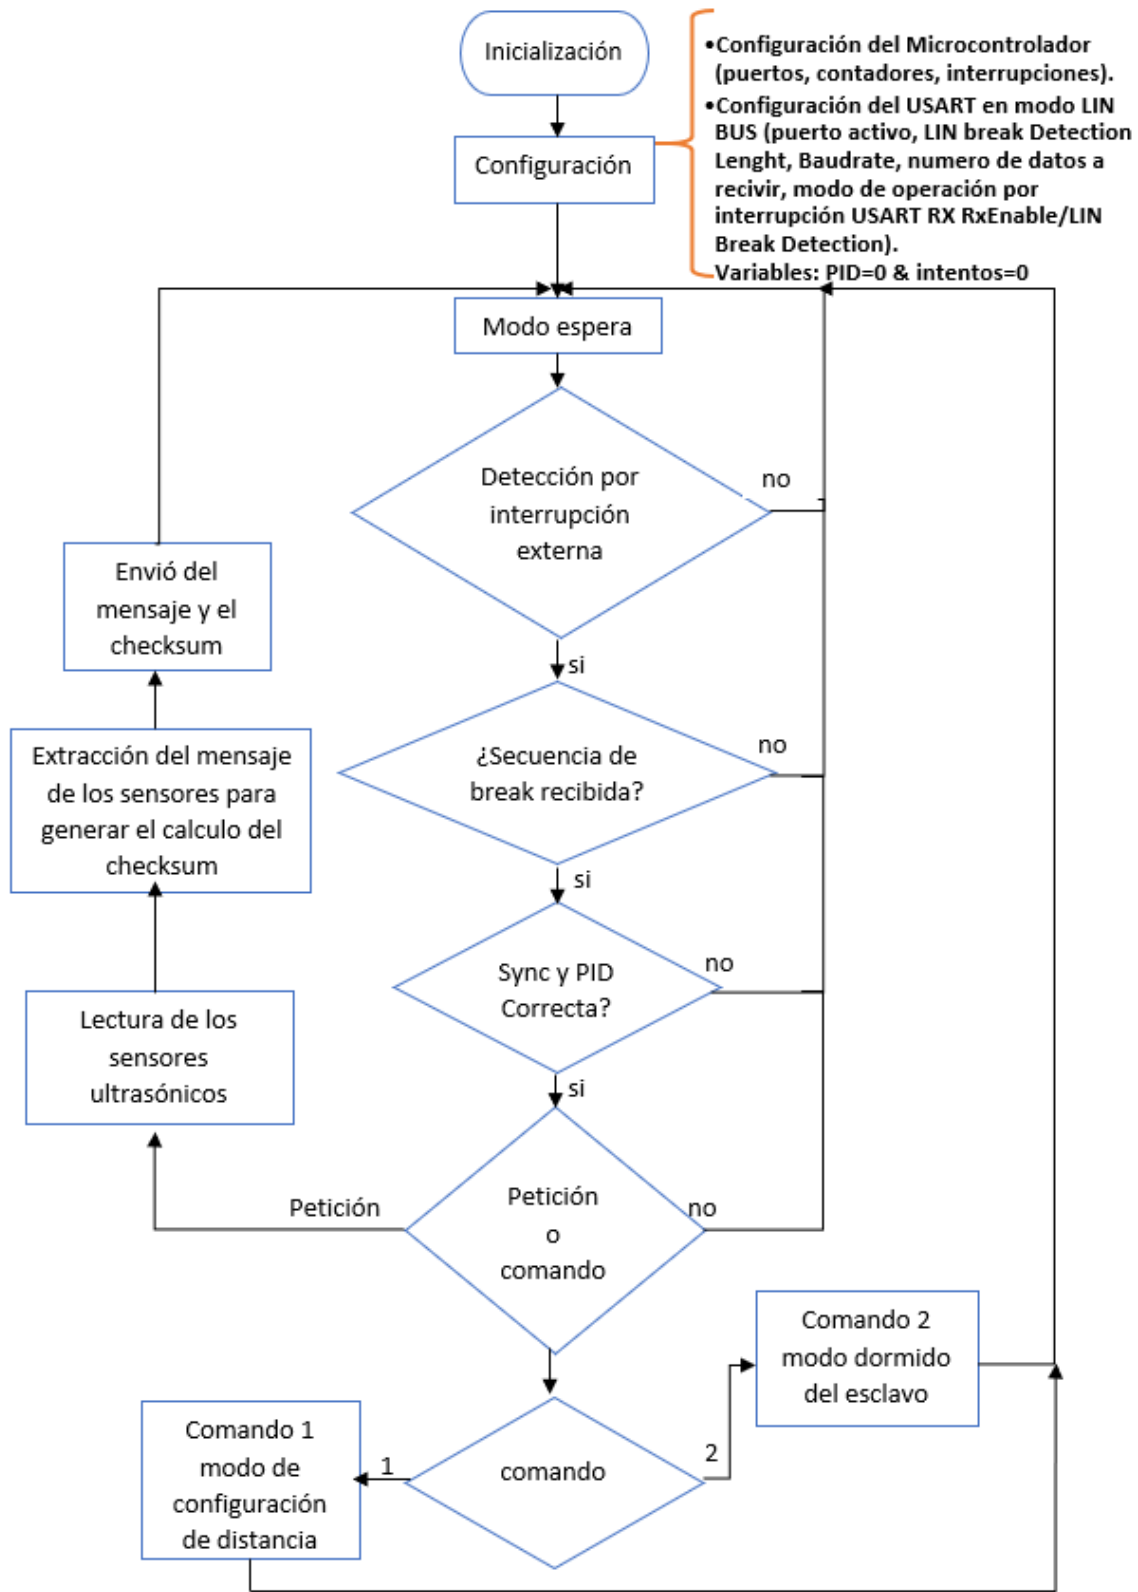 Inicialización
•Configuración del Microcontrolador
(puertos, contadores, interrupciones).
•Configuración del USART en modo LIN
BUS (puerto activo, LIN break Detection
Lenght, Baudrate, numero de datos a
recivir, modo de operación por
interrupción USART RX RxEnable/LIN
Break Detection).
Variables: PID=0 & intentos=0
Configuración
Modo espera
Detección por
interrupción
externa
no
si
¿Secuencia de
break recibida?
no
si
Sync y PID
Correcta?
no
si
Petición
o
comando
no
Petición
Lectura de los
sensores
ultrasónicos
Extracción del mensaje
de los sensores para
generar el calculo del
checksum
Envió del
mensaje y el
checksum
comando
1
2
Comando 1
modo de
configuración
de distancia
Comando 2
modo dormido
del esclavo